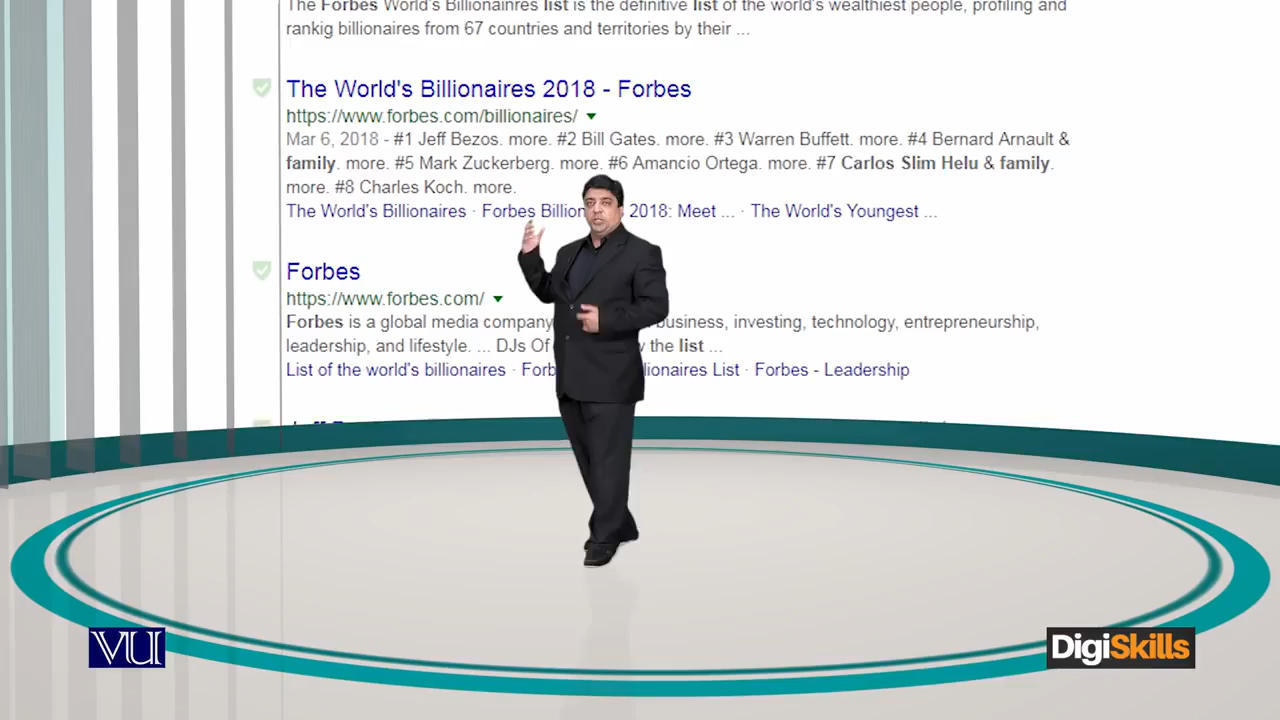 The Forbes World's Billionaires list is the definitive list of the world's wealthiest people, profiling and
rankig billionaires from 67 countries and territories by their ...
The World's Billionaires 2018 - Forbes
https://www.forbes.com/billionaires/
Mar 6, 2018 - #1 Jeff Bezos. more. #2 Bill Gates. more. #3 Warren Buffett. more. #4 Bernard Arnault &
family. more. #5 Mark Zuckerberg. more. #6 Amancio Ortega. more. #7 Carlos Slim Helu & family.
more. #8 Charles Koch. more.
The World's Billionaires · Forbes Billion 2018: Meet ... · The World's Youngest ...
Forbes
https://www.forbes.com/
Forbes is a global media company business, investing, technology, entrepreneurship,
leadership, and lifestyle. ... DJs Of the list ...
List of the world's billionaires · Forb ionaires List · Forbes - Leadership
VU
DigiSkills